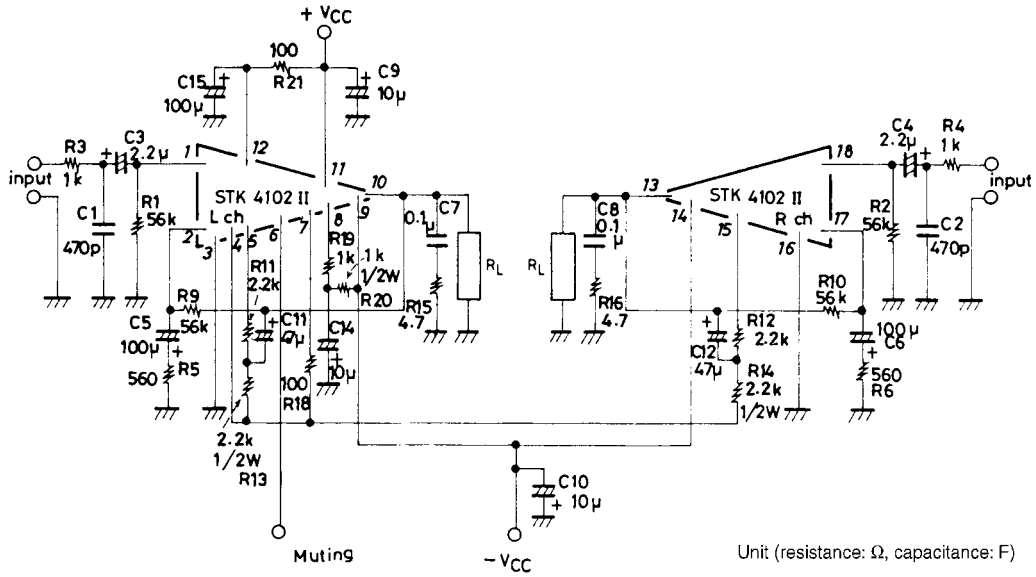 + VCC
100
R21
C15
+
100µ
+
C9
10µ
R3
1k
C3
+
2.2µ
input
1
12
11
10
STK 4102 II
L ch
2
3
4
5
6
7
8
9
C1
470p
R1
56k
R9
56k
C5
100µ
+
R5
560
R11
2.2k
+
C11
47µ
R19
1k
1k
1/2W
R20
C14
+
10µ
100
R18
2.2k
1/2W
R13
0.1µ
C7
R15
4.7
RL
Muting
C10
+
10µ
−VCC
RL
C8
0.1
µ
R16
4.7
13
14
15
16
17
18
STK 4102 II
R ch
C4
2.2µ
+
R4
1k
input
R2
56k
C2
470p
R10
56k
100µ
C6
+
560
R6
+
C12
47µ
R12
2.2k
R14
2.2k
1/2W
Unit (resistance: Ω, capacitance: F)